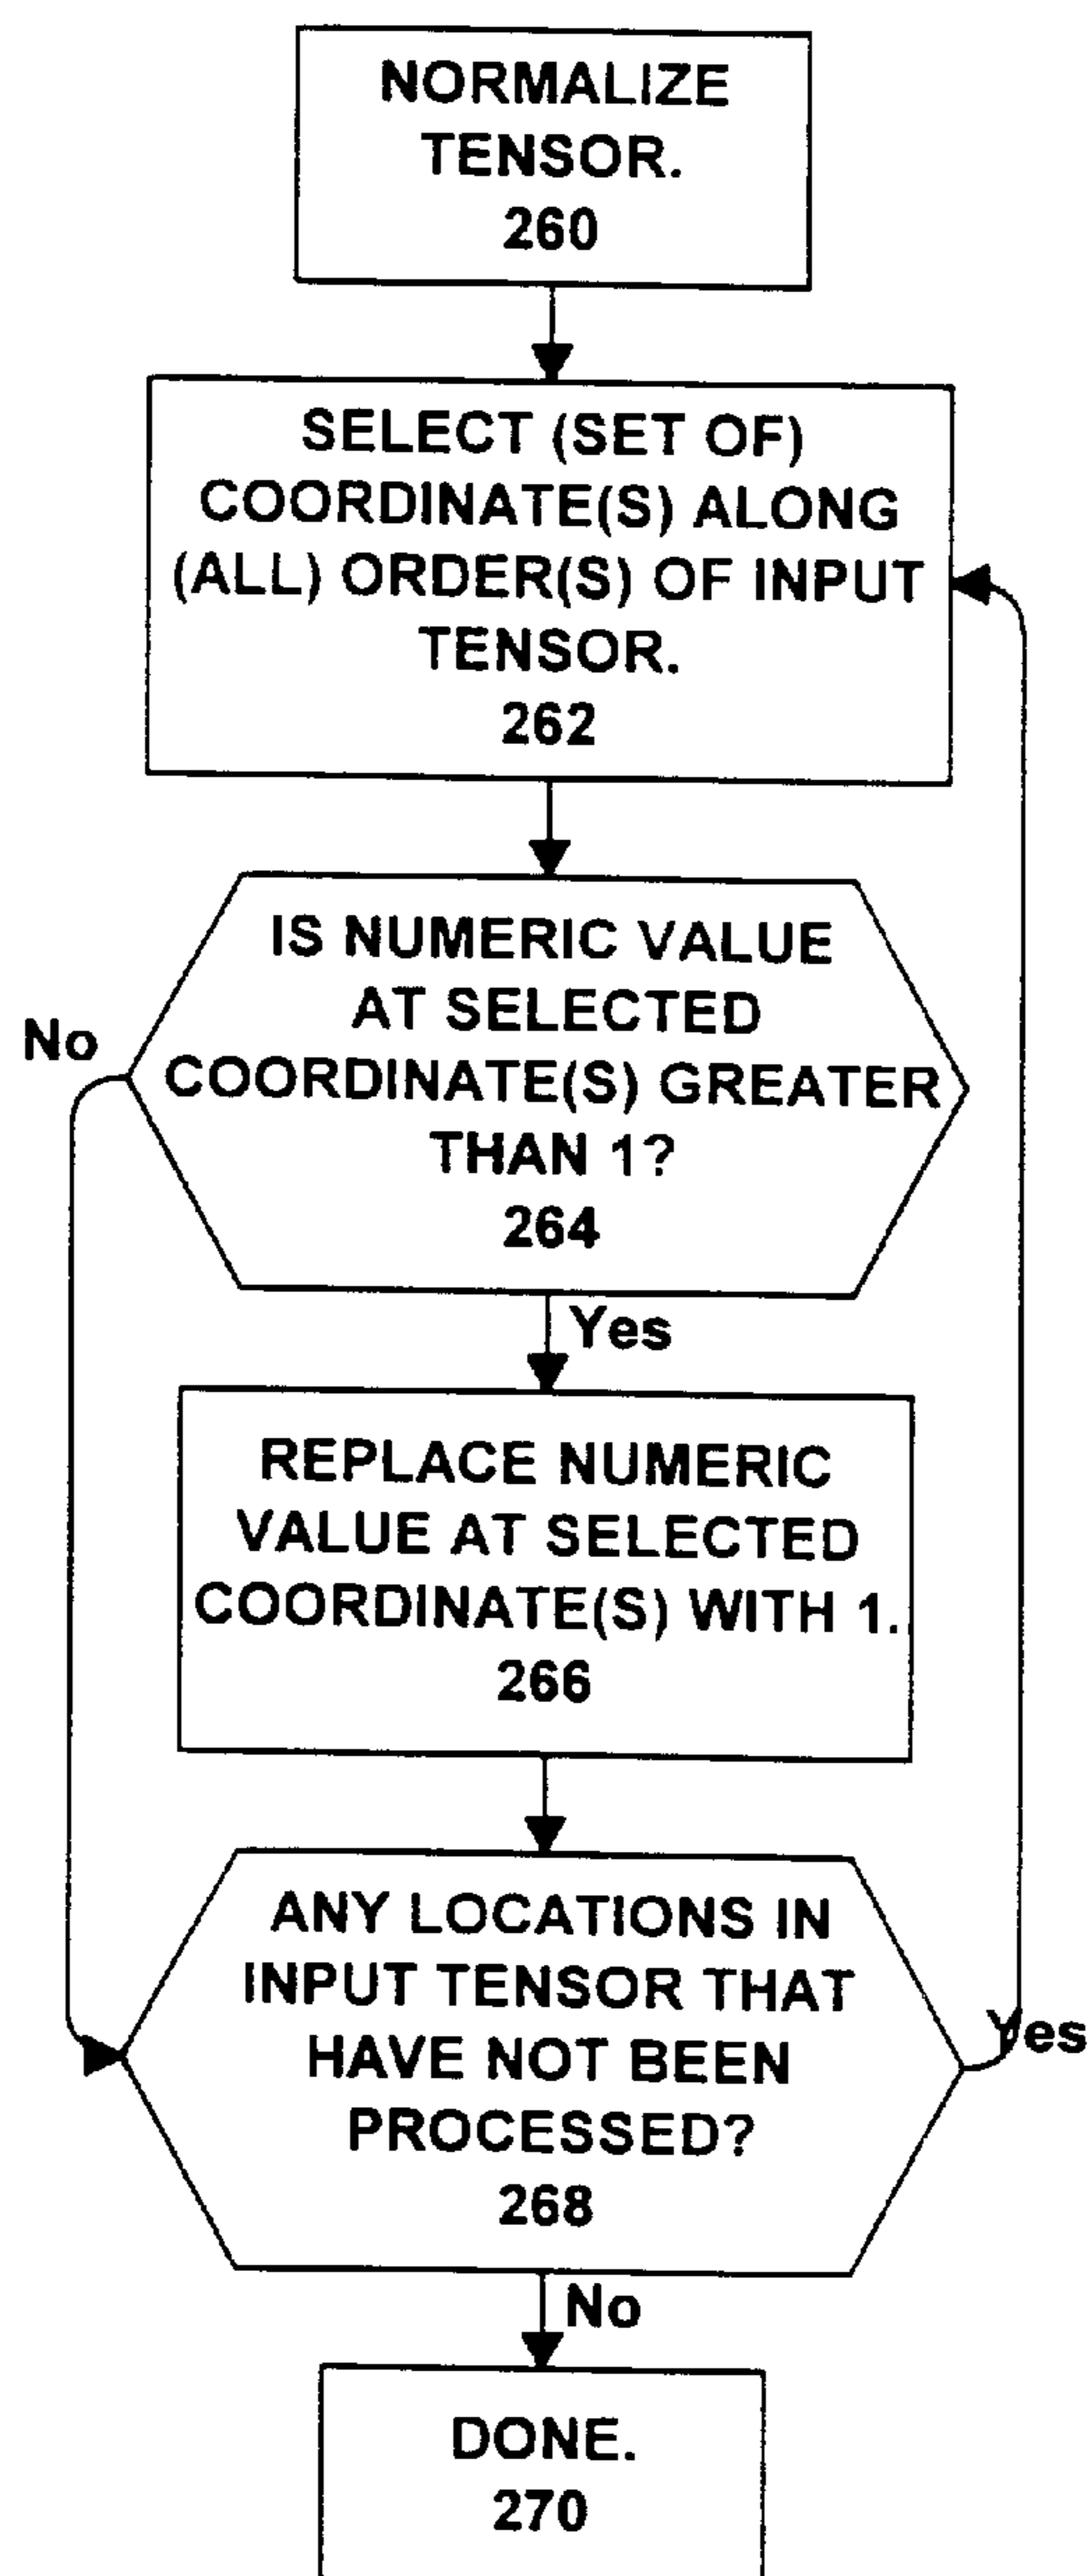 NORMALIZE
TENSOR.
260
SELECT (SET OF)
COORDINATE(S) ALONG
(ALL) ORDER(S) OF INPUT
TENSOR.
262
IS NUMERIC VALUE
AT SELECTED
No
COORDINATE(S) GREATER
THAN 1?
264
Yes
REPLACE NUMERIC
VALUE AT SELECTED
COORDINATE(S) WITH 1.
266
ANY LOCATIONS IN
INPUT TENSOR THAT
Yes
HAVE NOT BEEN
PROCESSED?
268
No
DONE.
270